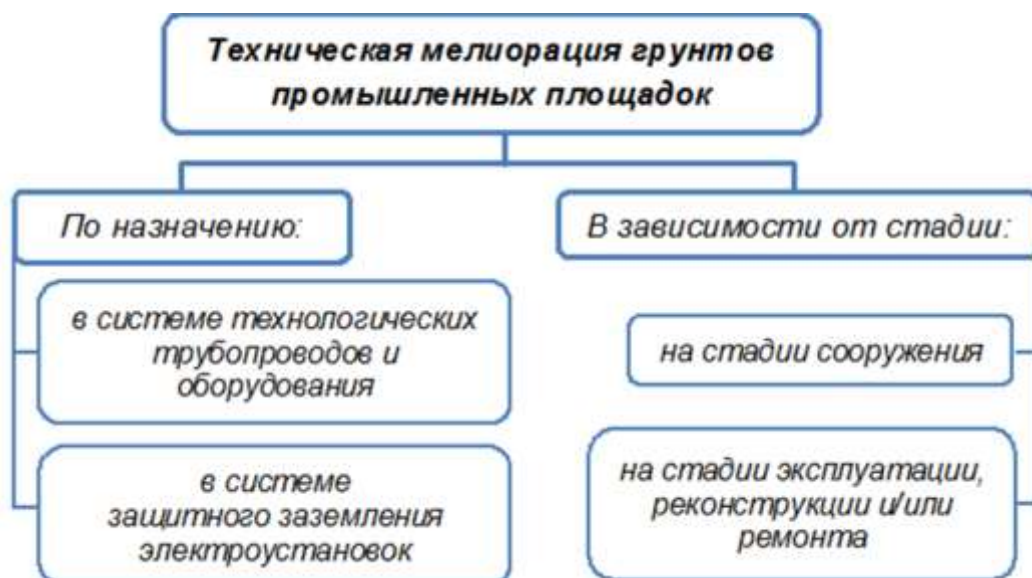 Техническая мелиорация грунтов
промышленных площадок
По назначению:
в системе технологических
трубопроводов и
оборудования
в системе
защитного заземления
электроустановок
В зависимости от стадии:
на стадии сооружения
на стадии эксплуатации,
реконструкции и/или
ремонта